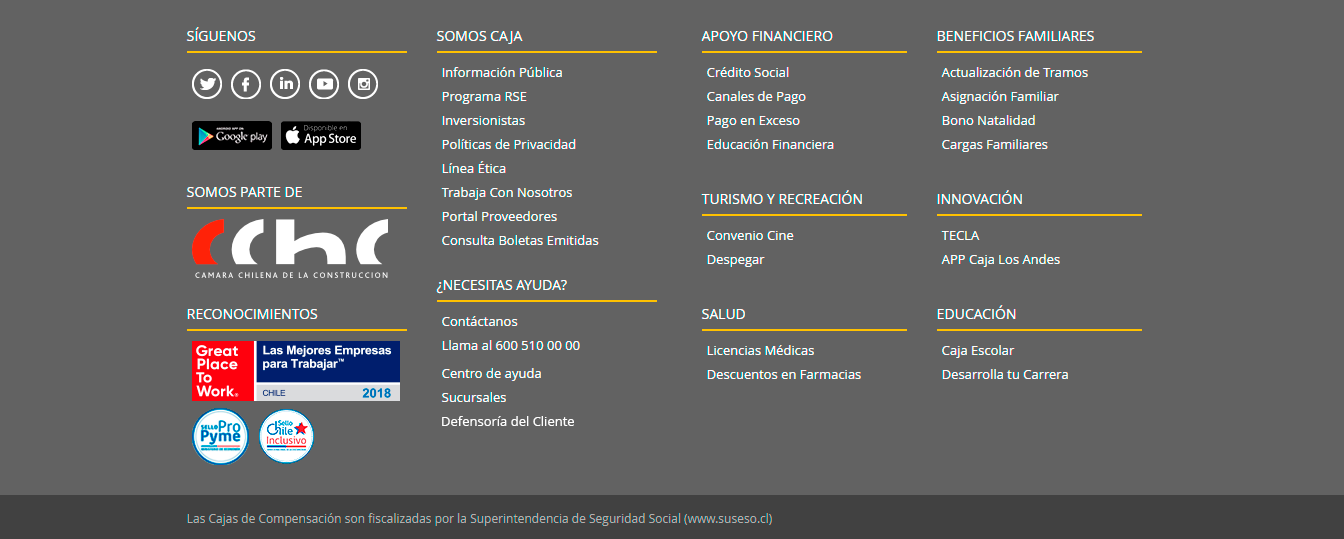 SÍGUENOS
ANDROID APP ON
Google play
Disponible en
App Store
SOMOS PARTE DE
CChC
CAMARA CHILENA DE LA CONSTRUCCION
RECONOCIMIENTOS
Great
Place
To
Work®
Las Mejores Empresas
para Trabajar™
CHILE 2018
SELLO Pro
Pyme
Sello
Chile
Inclusivo
SOMOS CAJA
Información Pública
Programa RSE
Inversionistas
Políticas de Privacidad
Línea Ética
Trabaja Con Nosotros
Portal Proveedores
Consulta Boletas Emitidas
¿NECESITAS AYUDA?
Contáctanos
Llama al 600 510 00 00
Centro de ayuda
Sucursales
Defensoría del Cliente
APOYO FINANCIERO
Crédito Social
Canales de Pago
Pago en Exceso
Educación Financiera
TURISMO Y RECREACIÓN
Convenio Cine
Despegar
SALUD
Licencias Médicas
Descuentos en Farmacias
BENEFICIOS FAMILIARES
Actualización de Tramos
Asignación Familiar
Bono Natalidad
Cargas Familiares
INNOVACIÓN
TECLA
APP Caja Los Andes
EDUCACIÓN
Caja Escolar
Desarrolla tu Carrera
Las Cajas de Compensación son fiscalizadas por la Superintendencia de Seguridad Social (www.suseso.cl)